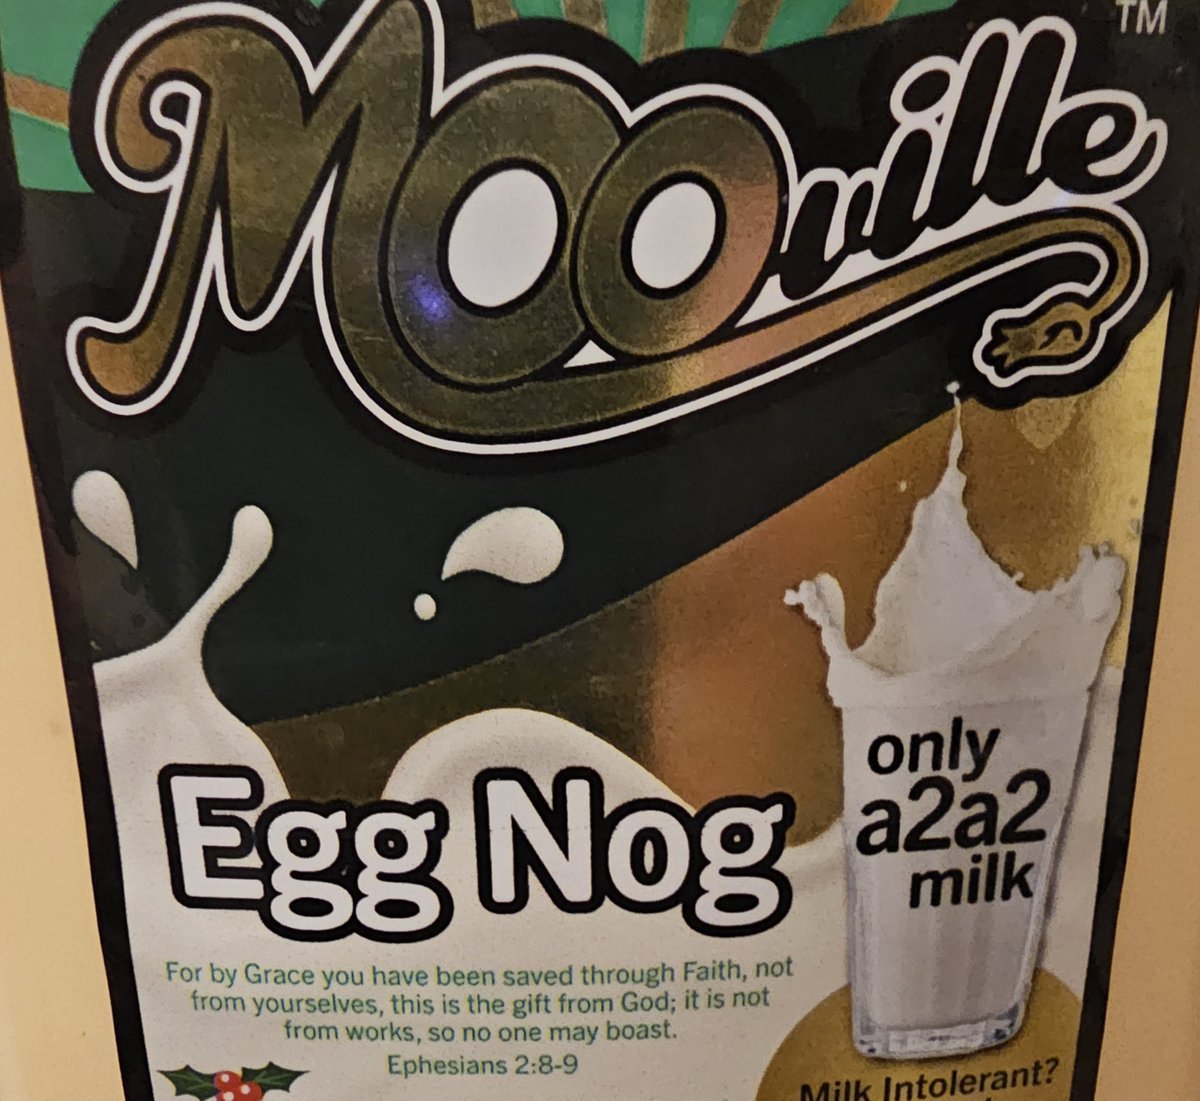 Mooville
TM
only
a2a2
milk
Egg Nog
For by Grace you have been saved through Faith, not
from yourselves, this is the gift from God; it is not
from works, so no one may boast.
Ephesians 2:8-9
Milk Intolerant?